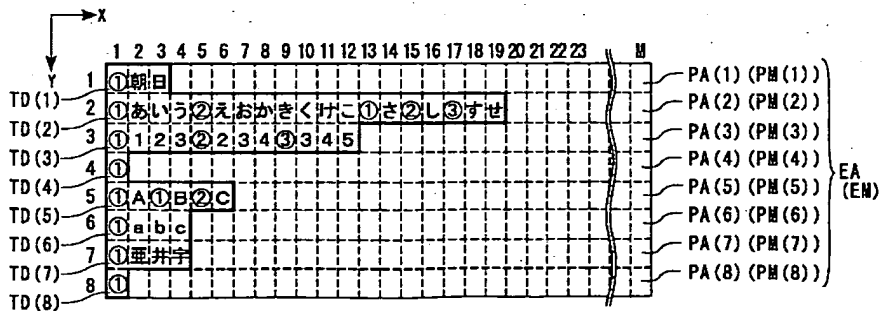 X
1 2 3 4 5 6 7 8 9 10 11 12 13 14 15 16 17 18 19 20 21 22 23 M
Y
1 ①朝日 PA(1)(PM(1))
TD(1)
2 ①あいう②えおかきくけこ①さ②し③すせ PA(2)(PM(2))
TD(2)
3 ①123②234③345 PA(3)(PM(3))
TD(3)
4 ① PA(4)(PM(4))
TD(4)
EA
(EM)
5 ①A①B②C PA(5)(PM(5))
TD(5)
6 ①abc PA(6)(PM(6))
TD(6)
7 ①亜井宇 PA(7)(PM(7))
TD(7)
8 ① PA(8)(PM(8))
TD(8)